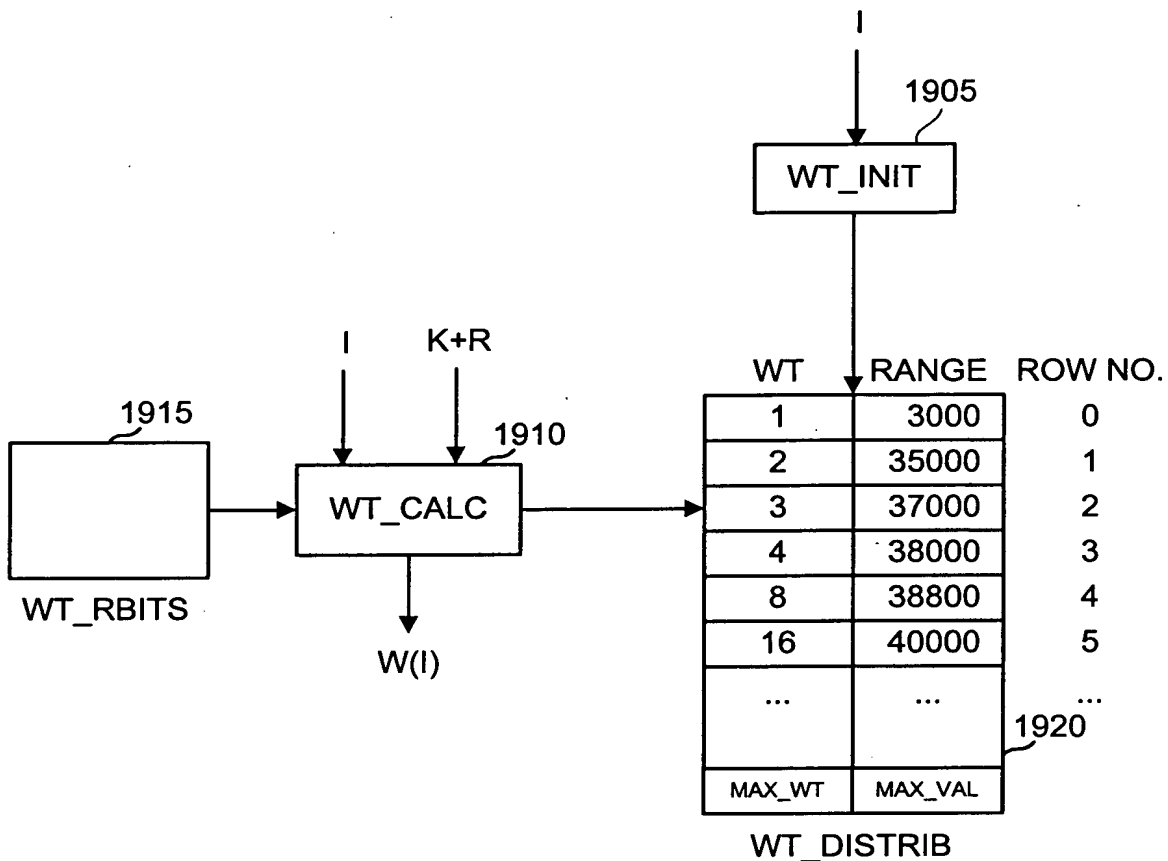 I
1905
WT_INIT
I K+R
WT RANGE ROW NO.
1915
1910
1 3000 0
2 35000 1
WT_CALC
3 37000 2
4 38000 3
8 38800 4
WT_RBITS
16 40000 5
W(I)
... ... ...
1920
MAX_WT MAX_VAL
WT_DISTRIB